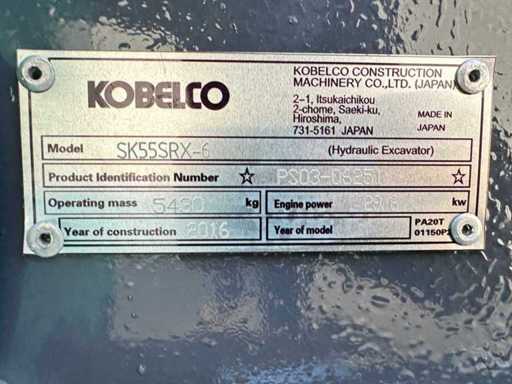 KOBELCO
KOBELCO CONSTRUCTION
MACHINERY CO.,LTD. (JAPAN)
2-1, Itsukaichikou
2-chome, Saeki-ku,
Hiroshima,
731-5161 JAPAN
MADE IN
JAPAN
Model SK55SRX-6 (Hydraulic Excavator)
Product Identification Number ☆ ☆
Operating mass kg Engine power kw
Year of construction 2016 Year of model
PA20T